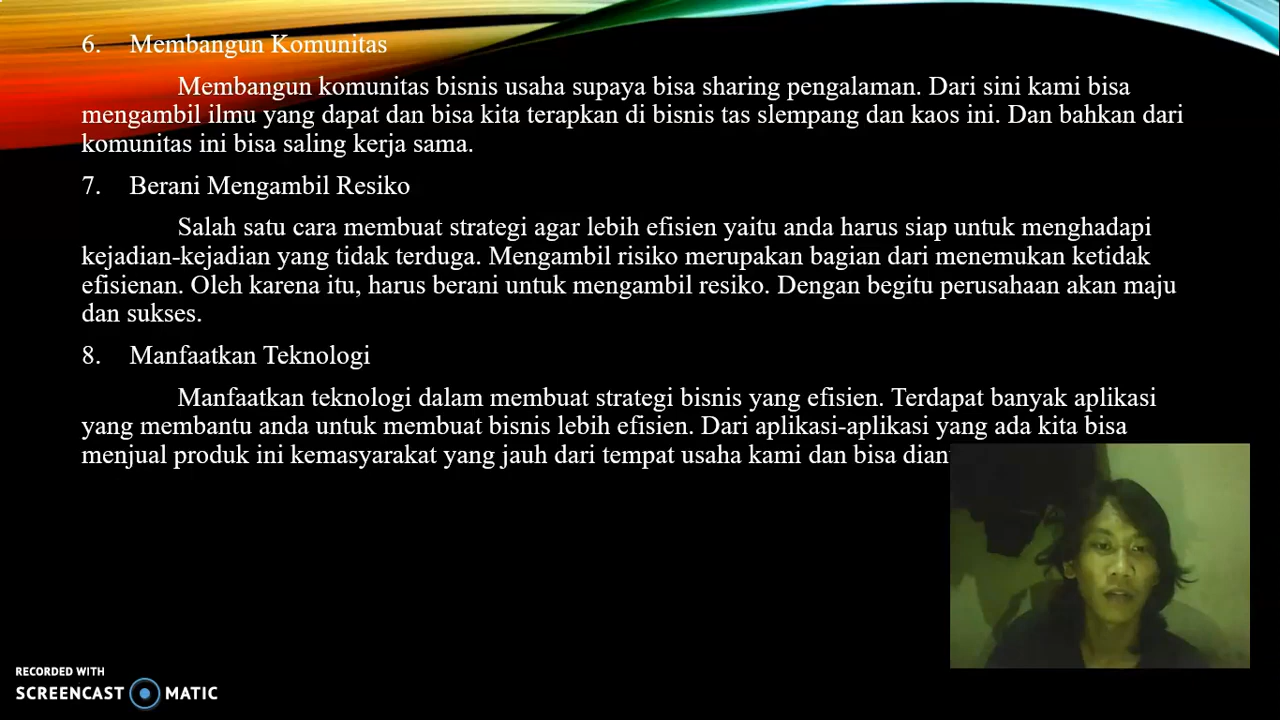 6. Membangun Komunitas
Membangun komunitas bisnis usaha supaya bisa sharing pengalaman. Dari sini kami bisa
mengambil ilmu yang dapat dan bisa kita terapkan di bisnis tas slempang dan kaos ini. Dan bahkan dari
komunitas ini bisa saling kerja sama.
7. Berani Mengambil Resiko
Salah satu cara membuat strategi agar lebih efisien yaitu anda harus siap untuk menghadapi
kejadian-kejadian yang tidak terduga. Mengambil risiko merupakan bagian dari menemukan ketidak
efisienan. Oleh karena itu, harus berani untuk mengambil resiko. Dengan begitu perusahaan akan maju
dan sukses.
8. Manfaatkan Teknologi
Manfaatkan teknologi dalam membuat strategi bisnis yang efisien. Terdapat banyak aplikasi
yang membantu anda untuk membuat bisnis lebih efisien. Dari aplikasi-aplikasi yang ada kita bisa
menjual produk ini kemasyarakat yang jauh dari tempat usaha kami dan bisa
RECORDED WITH
SCREENCAST MATIC